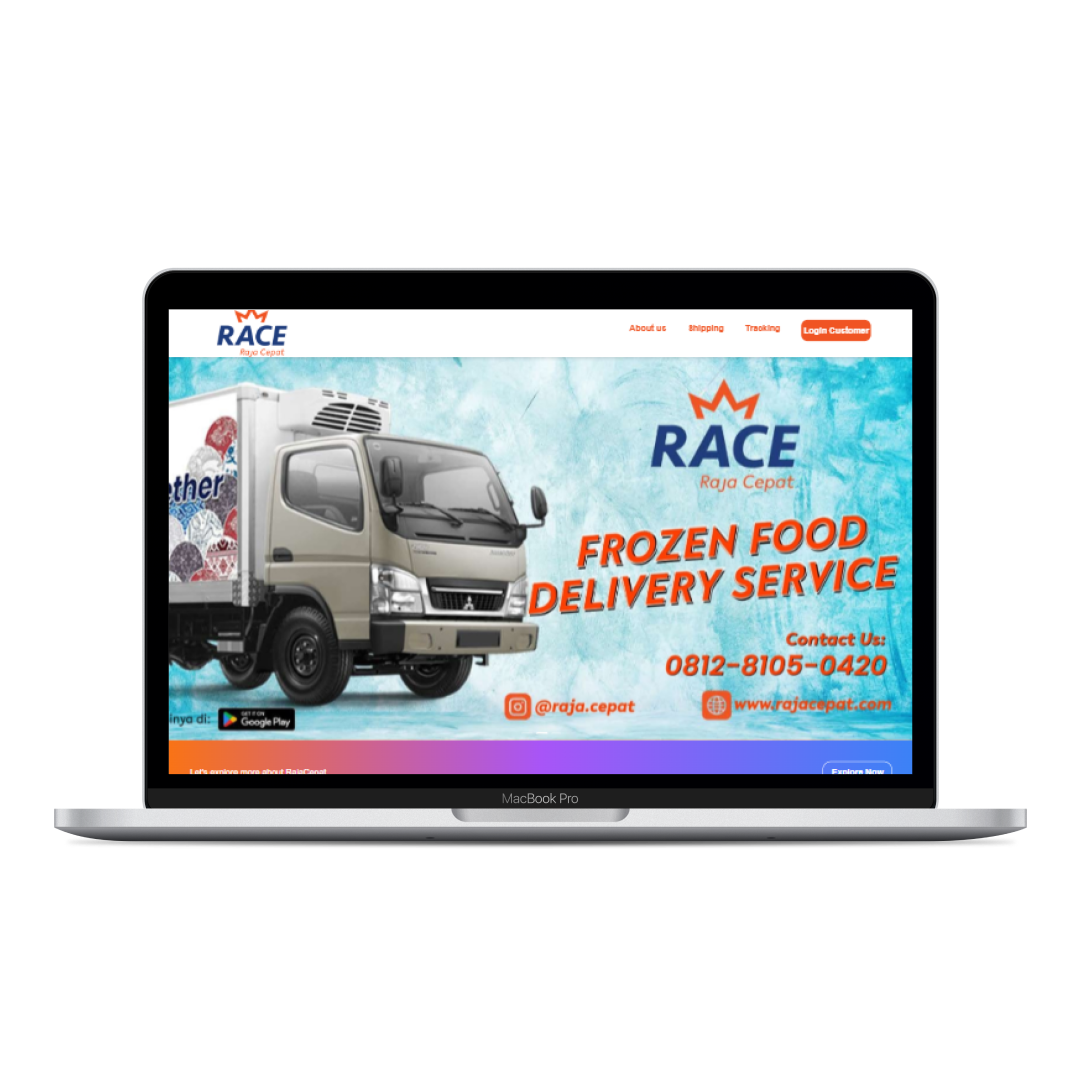 RACE
Raja Cepat
About us
Shipping
Tracking
Login Customer
ether
RACE
Raja Cepat
FROZEN FOOD
DELIVERY SERVICE
Contact Us:
0812-8105-0420
@raja.cepat
www.rajacepat.com
inya di:
GET IT ON
Google Play
Let's explore more about RajaCepat
Explore Now
MacBook Pro